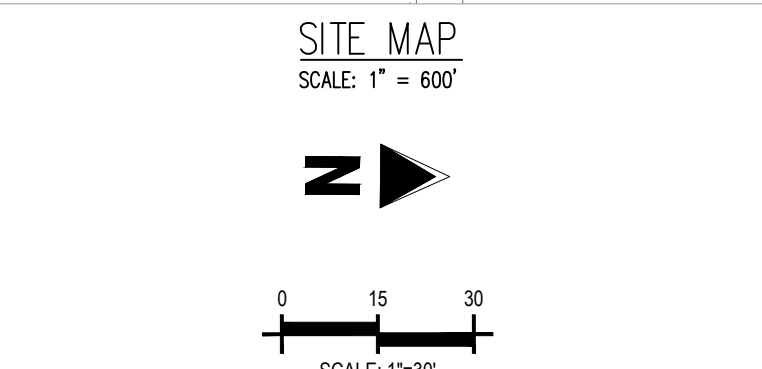 SITE MAP
SCALE: 1" = 600'
N
0 15 30
SCALE: 1"=30'